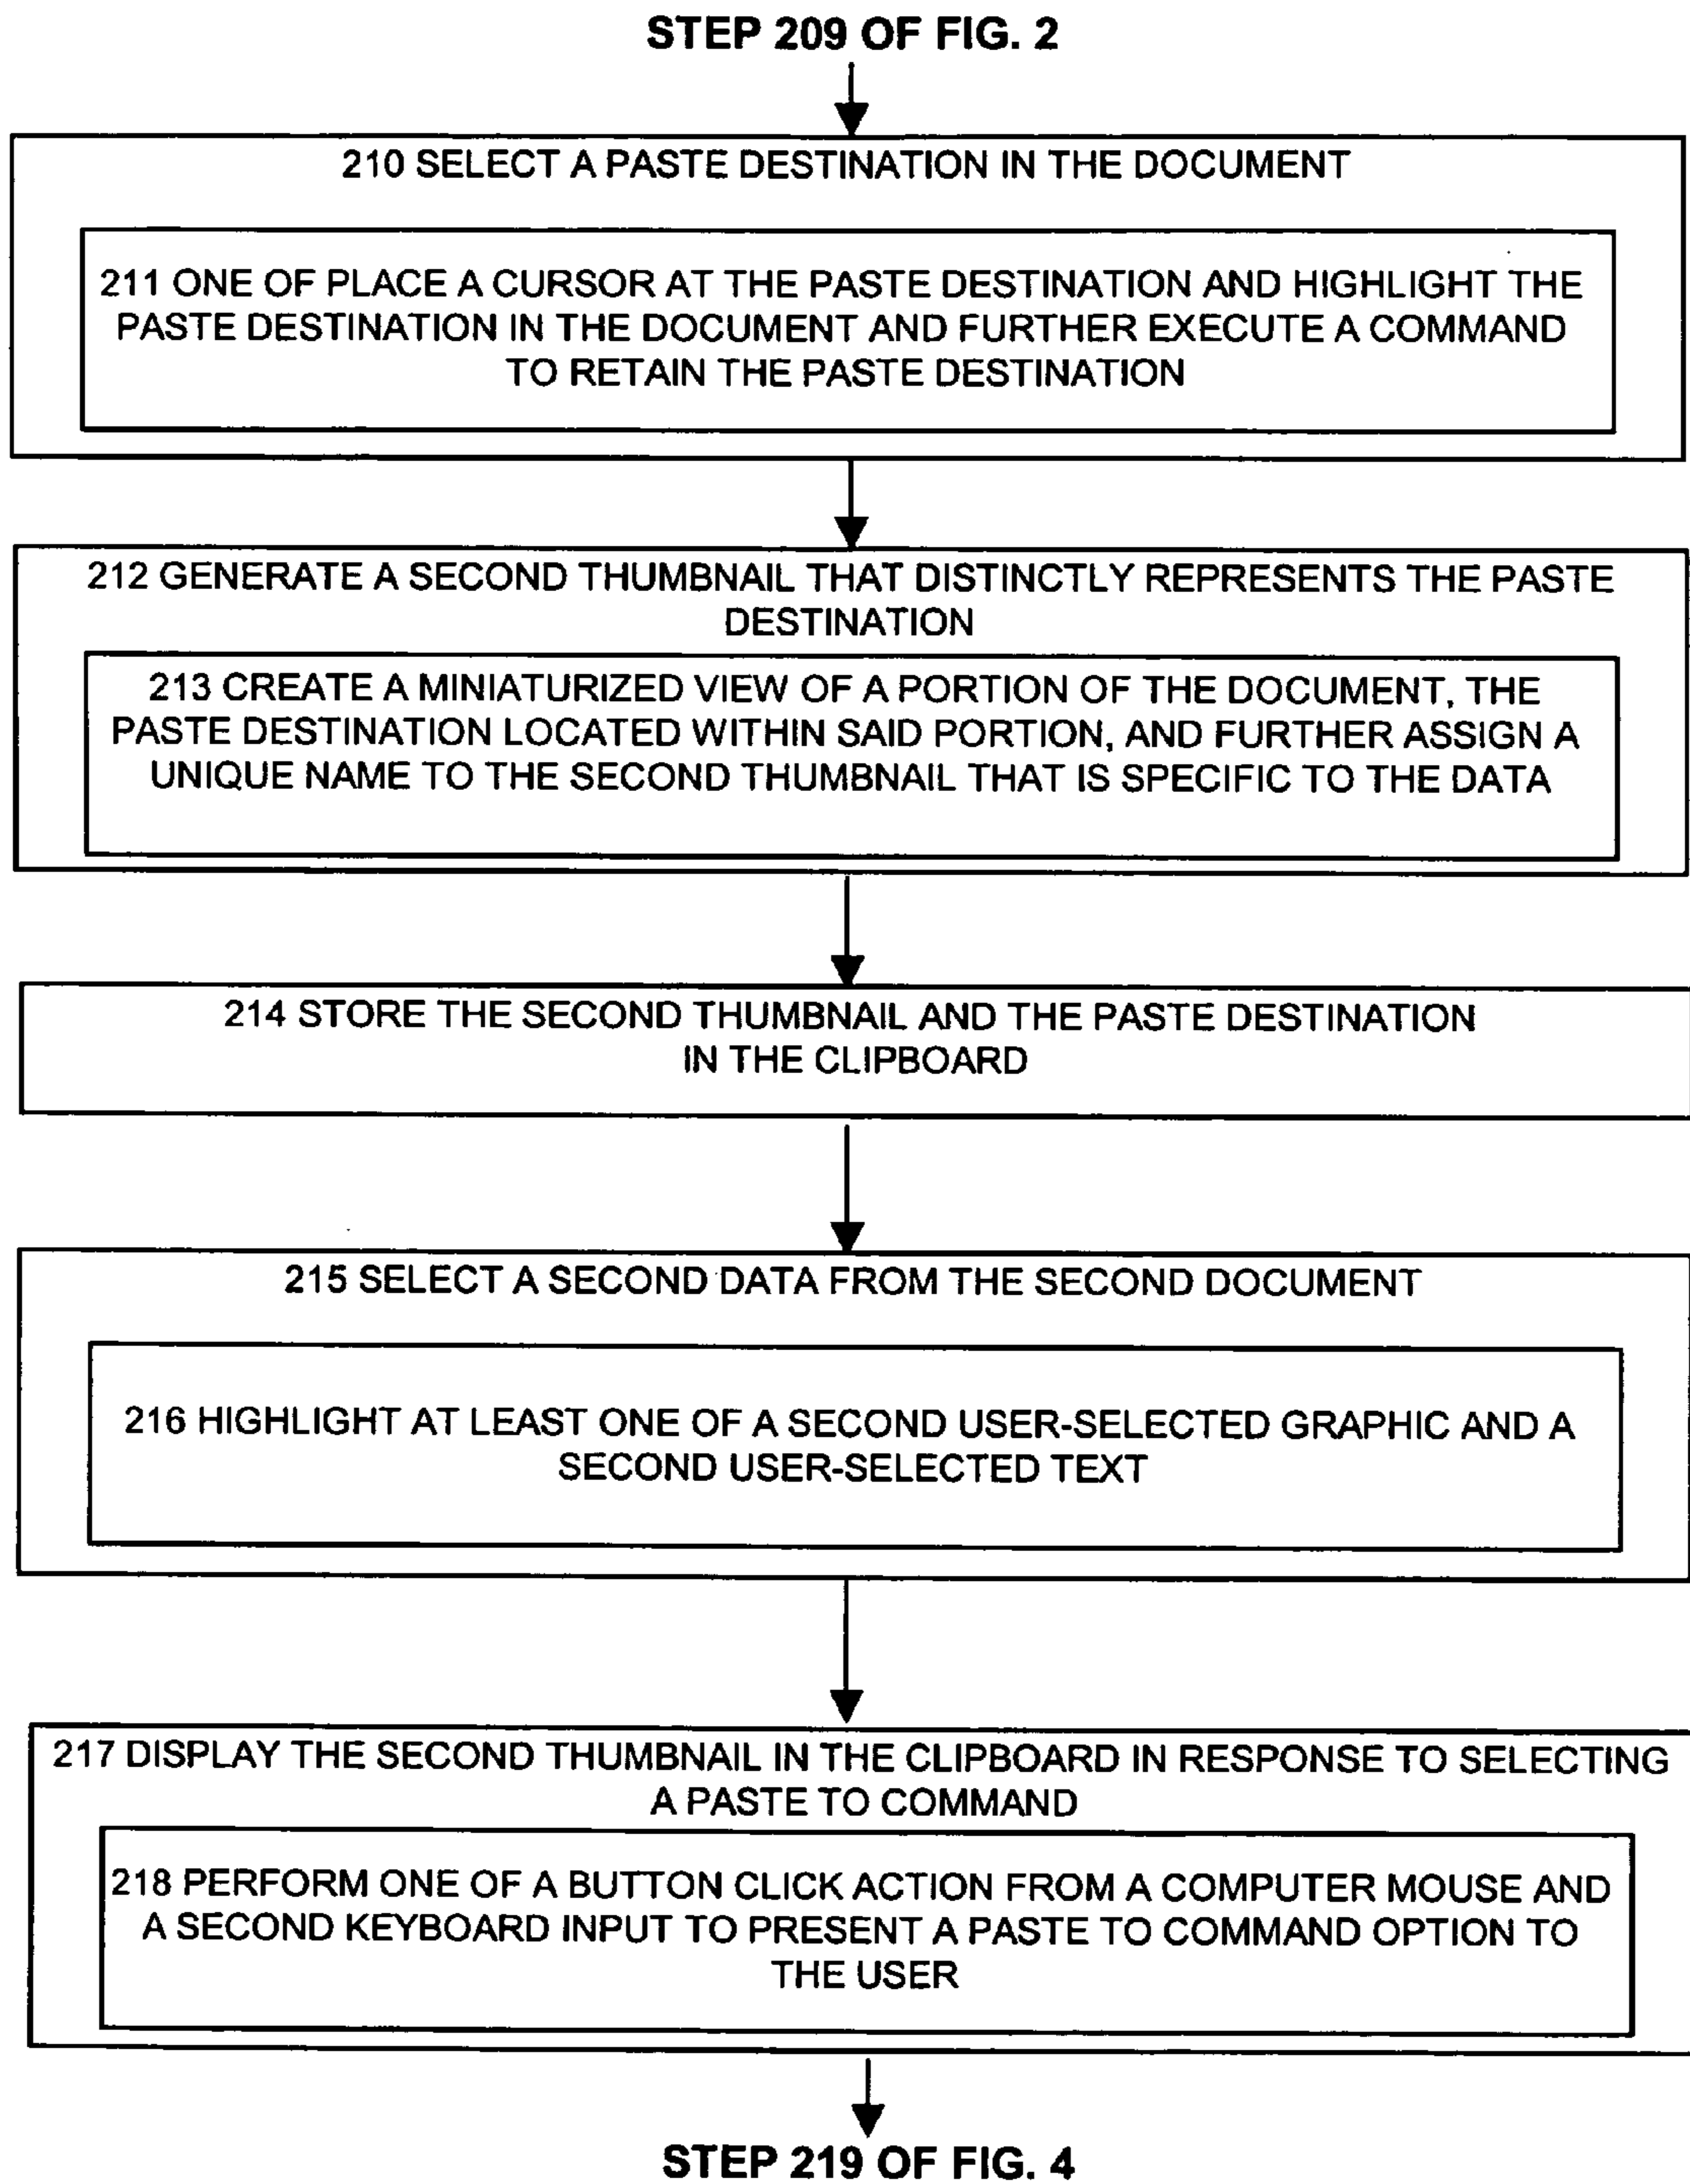 STEP 209 OF FIG. 2
210 SELECT A PASTE DESTINATION IN THE DOCUMENT
211 ONE OF PLACE A CURSOR AT THE PASTE DESTINATION AND HIGHLIGHT THE
PASTE DESTINATION IN THE DOCUMENT AND FURTHER EXECUTE A COMMAND
TO RETAIN THE PASTE DESTINATION
212 GENERATE A SECOND THUMBNAIL THAT DISTINCTLY REPRESENTS THE PASTE
DESTINATION
213 CREATE A MINIATURIZED VIEW OF A PORTION OF THE DOCUMENT, THE
PASTE DESTINATION LOCATED WITHIN SAID PORTION, AND FURTHER ASSIGN A
UNIQUE NAME TO THE SECOND THUMBNAIL THAT IS SPECIFIC TO THE DATA
214 STORE THE SECOND THUMBNAIL AND THE PASTE DESTINATION
IN THE CLIPBOARD
215 SELECT A SECOND DATA FROM THE SECOND DOCUMENT
216 HIGHLIGHT AT LEAST ONE OF A SECOND USER-SELECTED GRAPHIC AND A
SECOND USER-SELECTED TEXT
217 DISPLAY THE SECOND THUMBNAIL IN THE CLIPBOARD IN RESPONSE TO SELECTING
A PASTE TO COMMAND
218 PERFORM ONE OF A BUTTON CLICK ACTION FROM A COMPUTER MOUSE AND
A SECOND KEYBOARD INPUT TO PRESENT A PASTE TO COMMAND OPTION TO
THE USER
STEP 219 OF FIG. 4